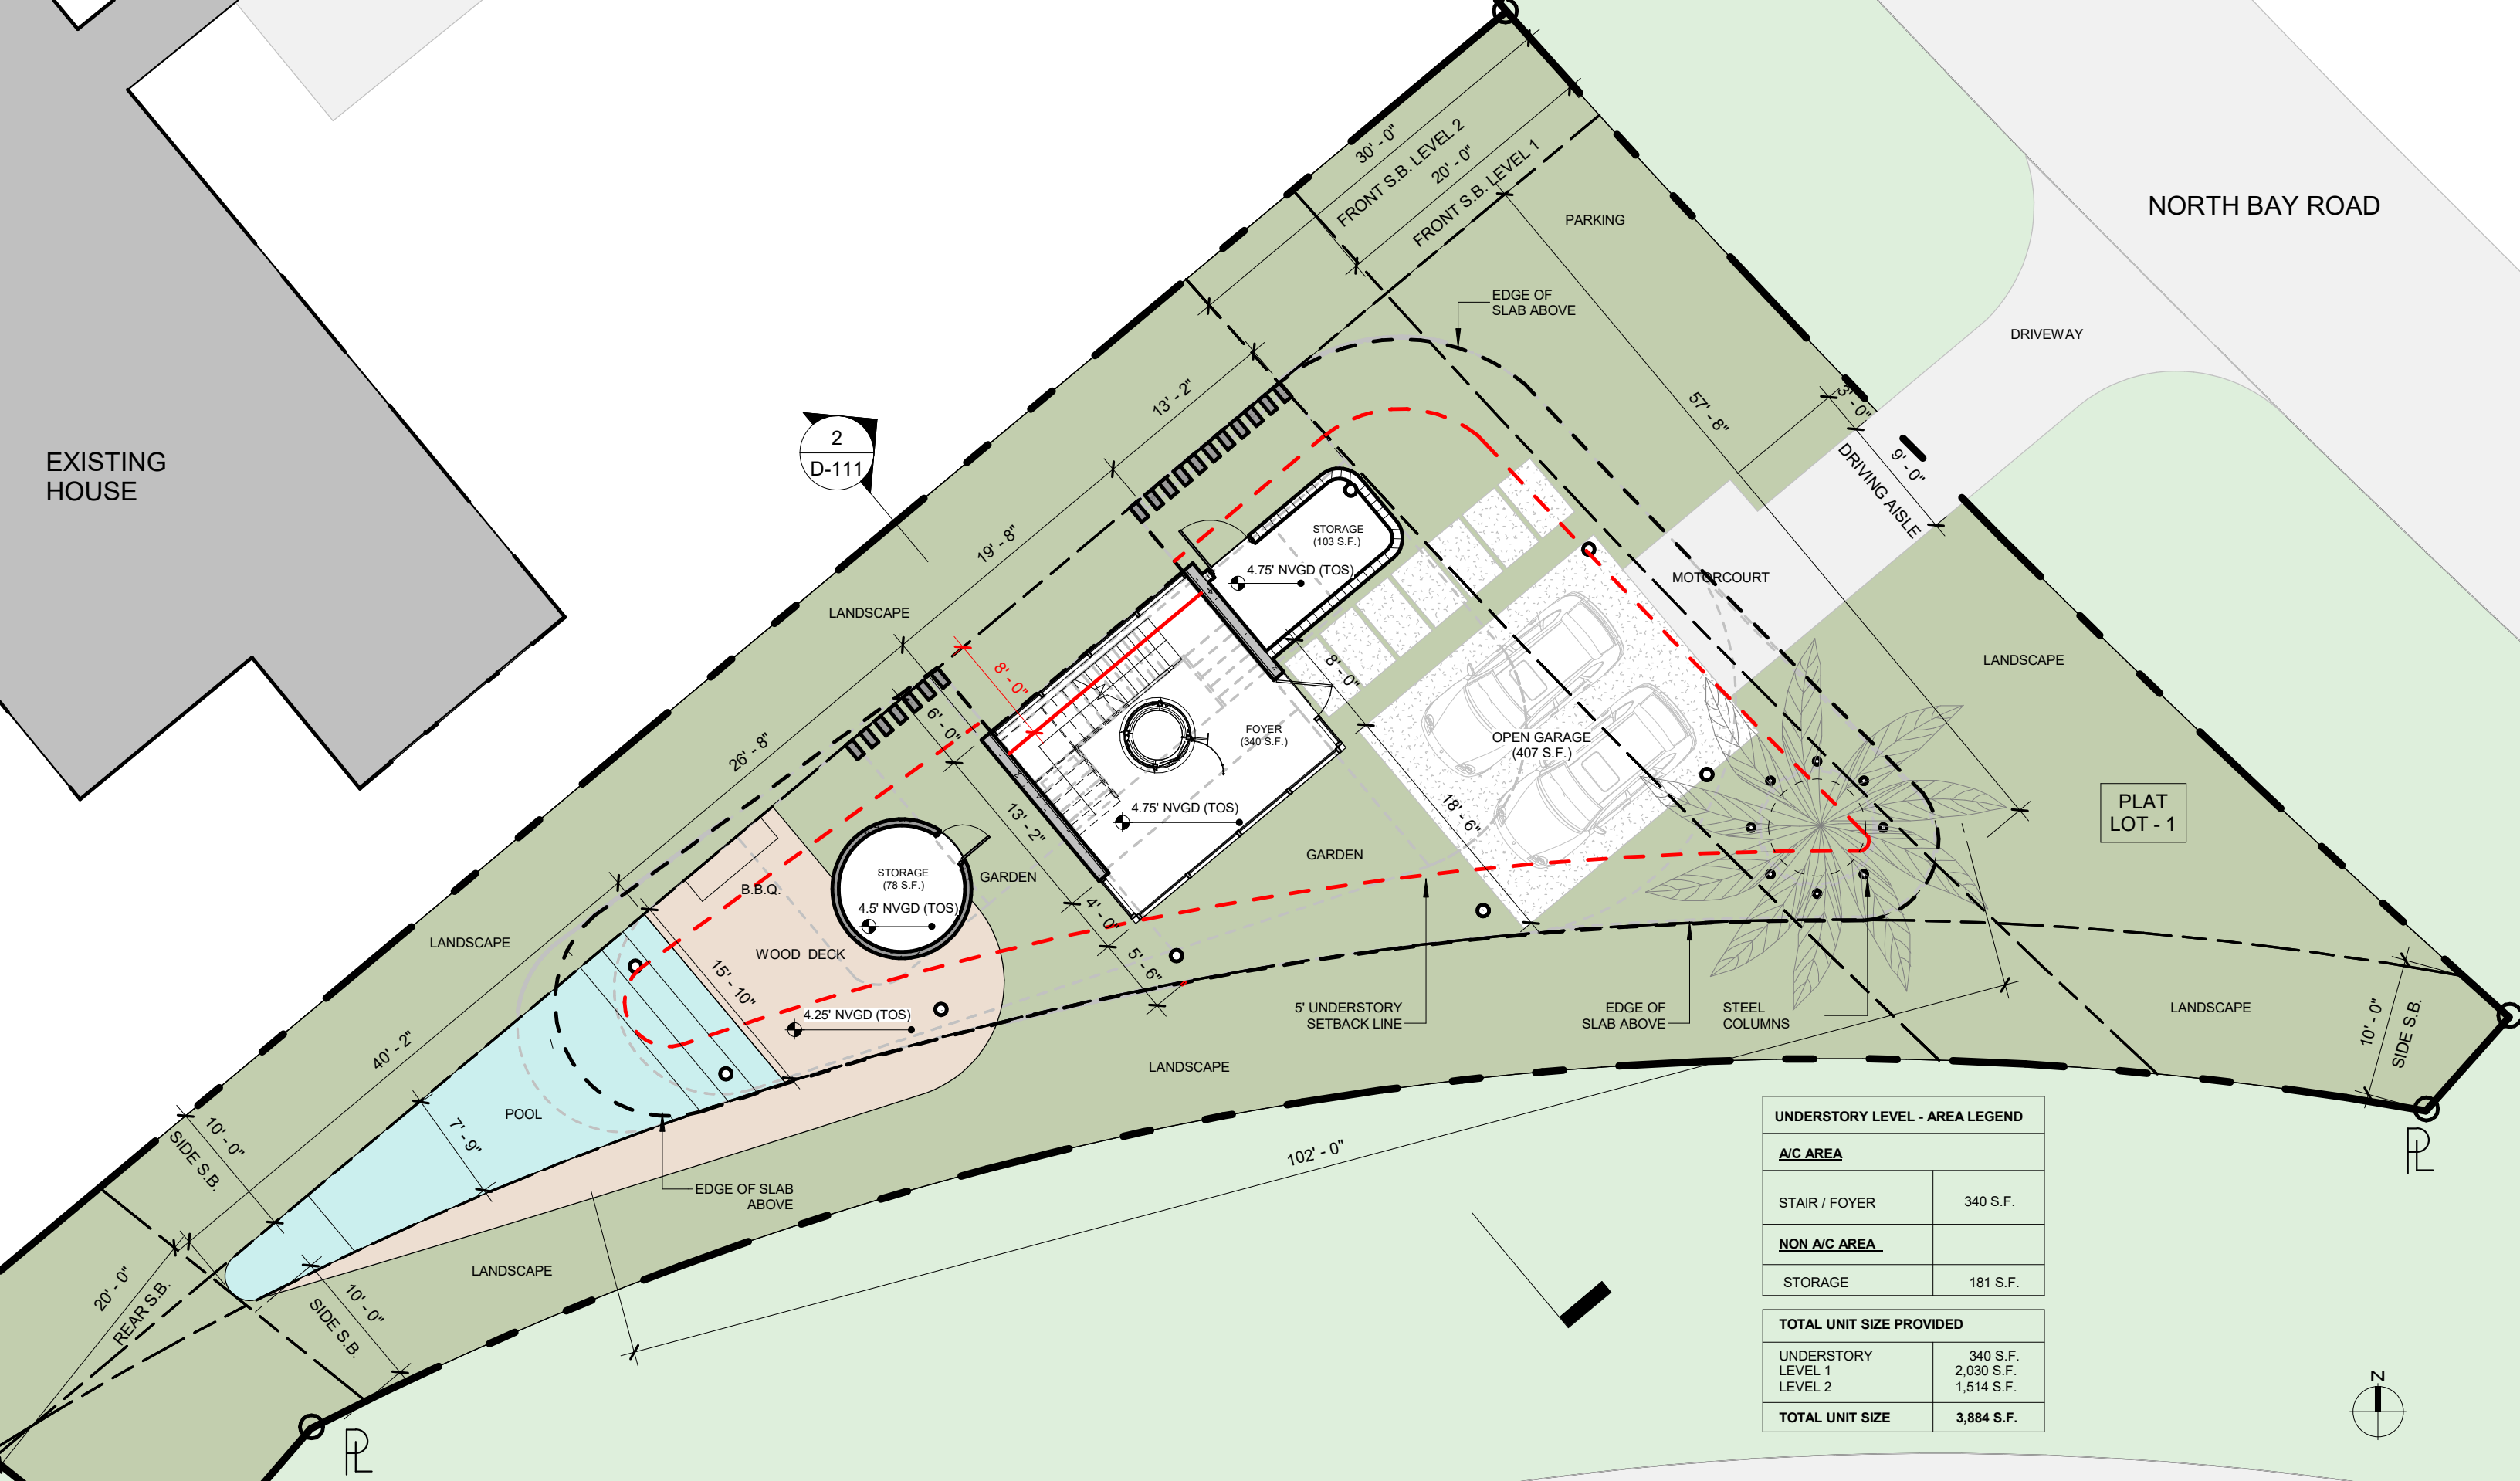 30' - 0"
FRONT S.B. LEVEL 2
20' - 0"
FRONT S.B. LEVEL 1
PARKING
NORTH BAY ROAD
EDGE OF
SLAB ABOVE
DRIVEWAY
13' - 2"
57' - 8"
3' - 0"
9' - 0"
DRIVING AISLE
EXISTING
HOUSE
2
D-111
19' - 8"
STORAGE
(103 S.F.)
4.75' NVGD (TOS)
MOTORCOURT
LANDSCAPE
LANDSCAPE
8' - 0"
8' - 0"
6' - 0"
26' - 8"
FOYER
(340 S.F.)
OPEN GARAGE
(407 S.F.)
4.75' NVGD (TOS)
18' - 6"
PLAT
LOT - 1
13' - 2"
GARDEN
STORAGE
(78 S.F.)
GARDEN
B.B.Q.
4.5' NVGD (TOS)
4' - 0"
LANDSCAPE
WOOD DECK
15' - 10"
5' - 6"
4.25' NVGD (TOS)
5' UNDERSTORY
SETBACK LINE
EDGE OF
SLAB ABOVE
STEEL
COLUMNS
LANDSCAPE
10' - 0"
SIDE S.B.
40' - 2"
LANDSCAPE
POOL
7' - 9"
10' - 0"
SIDE S.B.
102' - 0"
EDGE OF SLAB
ABOVE
LANDSCAPE
20' - 0"
REAR S.B.
10' - 0"
SIDE S.B.
PL
PL
UNDERSTORY LEVEL - AREA LEGEND
A/C AREA
STAIR / FOYER 340 S.F.
NON A/C AREA
STORAGE 181 S.F.
TOTAL UNIT SIZE PROVIDED
UNDERSTORY 340 S.F.
LEVEL 1 2,030 S.F.
LEVEL 2 1,514 S.F.
TOTAL UNIT SIZE 3,884 S.F.
N